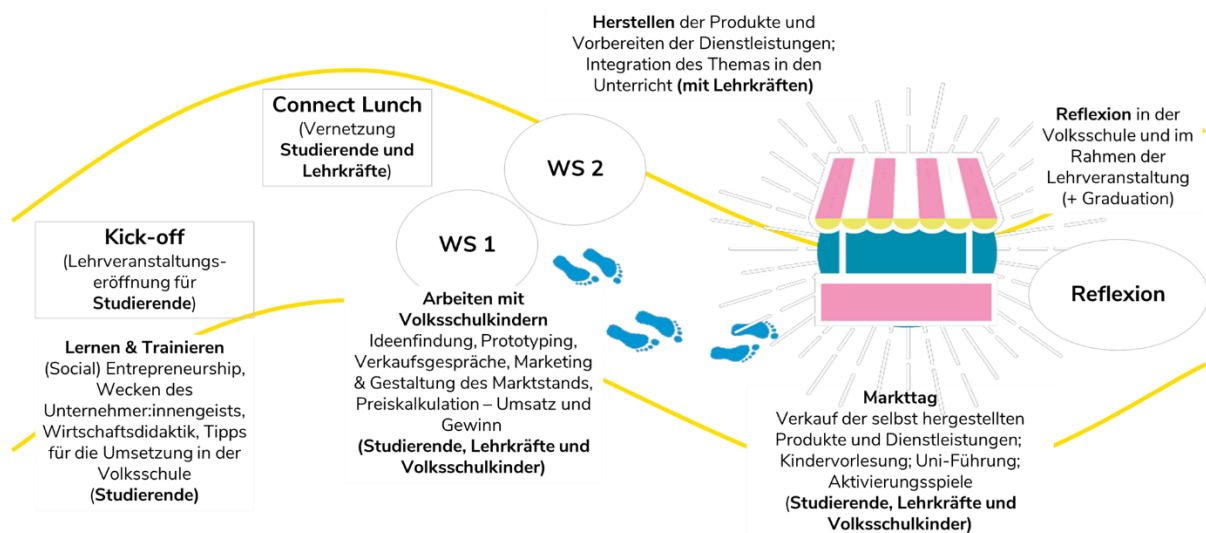 Kick-off
(Lehrveranstaltungs-
eröffnung für
Studierende)
Lernen & Trainieren
(Social) Entrepreneurship,
Wecken des
Unternehmer:innengeists,
Wirtschaftsdidaktik, Tipps
für die Umsetzung in der
Volksschule
(Studierende)
Connect Lunch
(Vernetzung
Studierende und
Lehrkräfte)
WS 1
Arbeiten mit
Volksschulkindern
Ideenfindung, Prototyping,
Verkaufsgespräche, Marketing
& Gestaltung des Marktstands,
Preiskalkulation – Umsatz und
Gewinn
(Studierende, Lehrkräfte und
Volksschulkinder)
WS 2
Herstellen der Produkte und
Vorbereiten der Dienstleistungen;
Integration des Themas in den
Unterricht (mit Lehrkräften)
Markttag
Verkauf der selbst hergestellten
Produkte und Dienstleistungen;
Kindervorlesung; Uni-Führung;
Aktivierungsspiele
(Studierende, Lehrkräfte und
Volksschulkinder)
Reflexion in der
Volksschule und im
Rahmen der
Lehrveranstaltung
(+ Graduation)
Reflexion